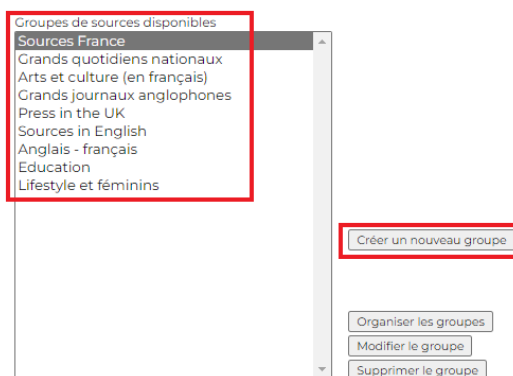 Groupes de sources disponibles
Sources France
Grands quotidiens nationaux
Arts et culture (en français)
Grands journaux anglophones
Press in the UK
Sources in English
Anglais - français
Education
Lifestyle et féminins
Créer un nouveau groupe
Organiser les groupes
Modifier le groupe
Supprimer le groupe